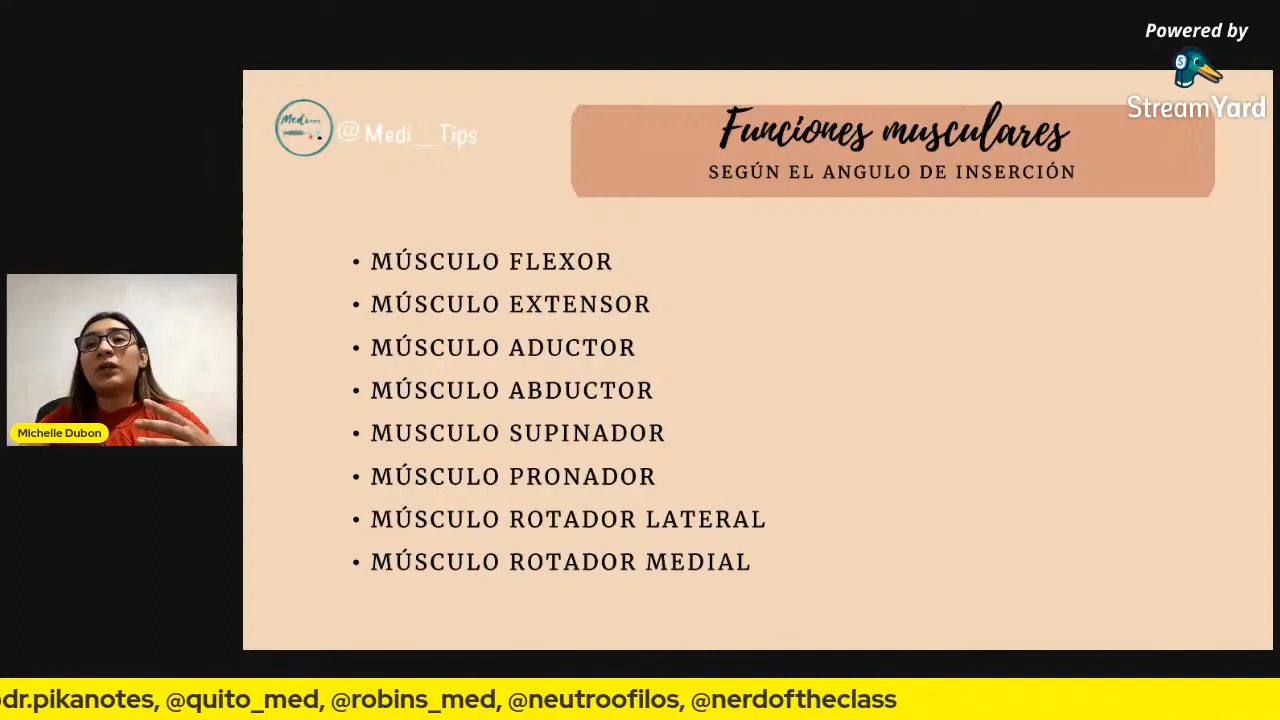 Powered by
StreamYard
Medi
@Medi__Tips
Funciones musculares
SEGÚN EL ANGULO DE INSERCIÓN
• MÚSCULO FLEXOR
• MÚSCULO EXTENSOR
• MÚSCULO ADUCTOR
• MÚSCULO ABDUCTOR
• MUSCULO SUPINADOR
• MÚSCULO PRONADOR
• MÚSCULO ROTADOR LATERAL
• MÚSCULO ROTADOR MEDIAL
Michelle Dubon
dr.pikanotes, @quito_med, @robins_med, @neutroofilos, @nerdoftheclass